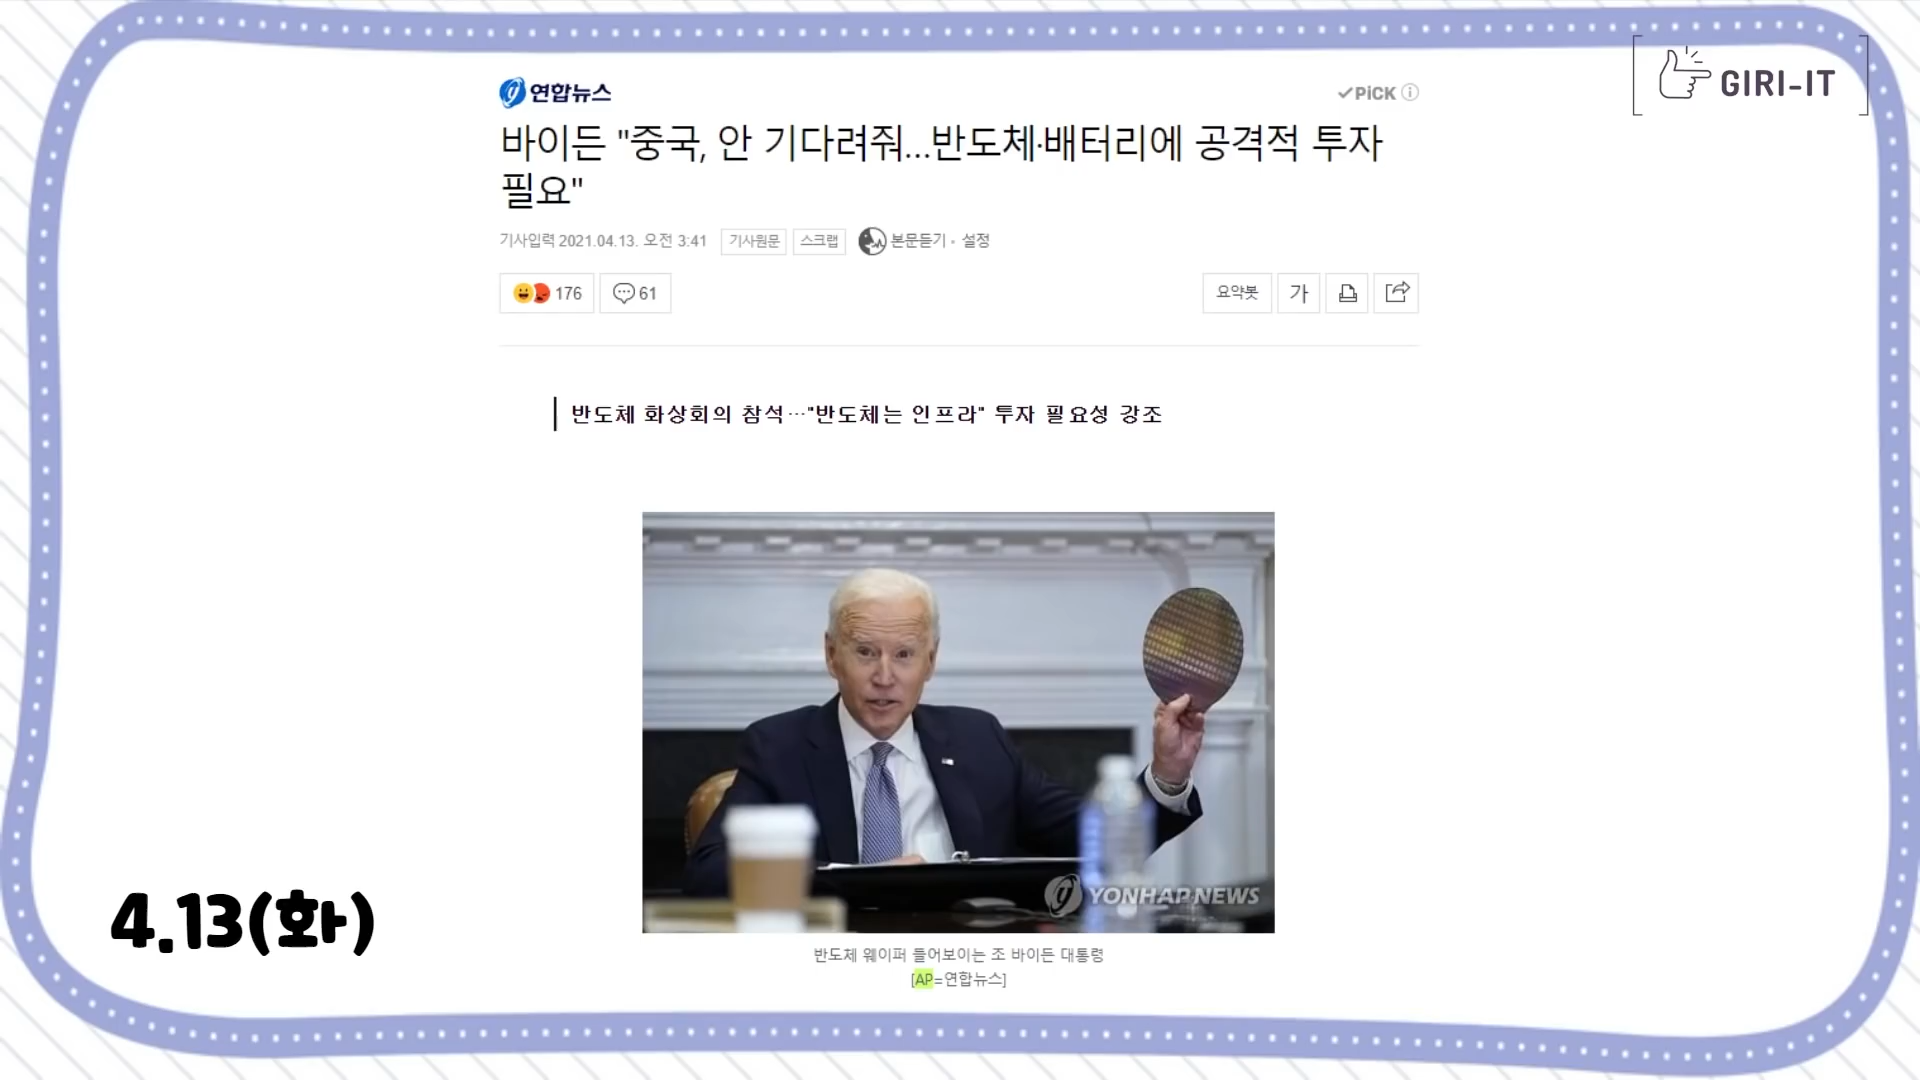 연합뉴스
PiCK
GIRI-IT
바이든 "중국, 안 기다려줘...반도체·배터리에 공격적 투자
필요"
기사입력 2021.04.13. 오전 3:41 기사원문 스크랩 본문듣기 · 설정
176 61 요약봇 가
반도체 화상회의 참석…"반도체는 인프라" 투자 필요성 강조
YONHAP NEWS
4.13(화)
반도체 웨이퍼 들어보이는 조 바이든 대통령
[AP=연합뉴스]